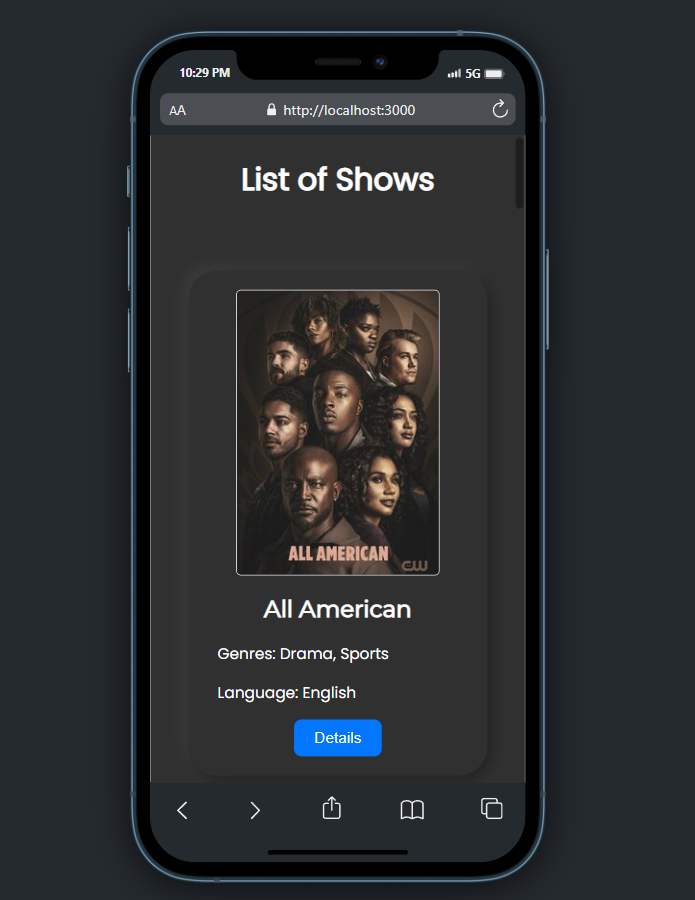 10:29 PM
5G
AA
http://localhost:3000
List of Shows
ALL AMERICAN
CW
All American
Genres: Drama, Sports
Language: English
Details